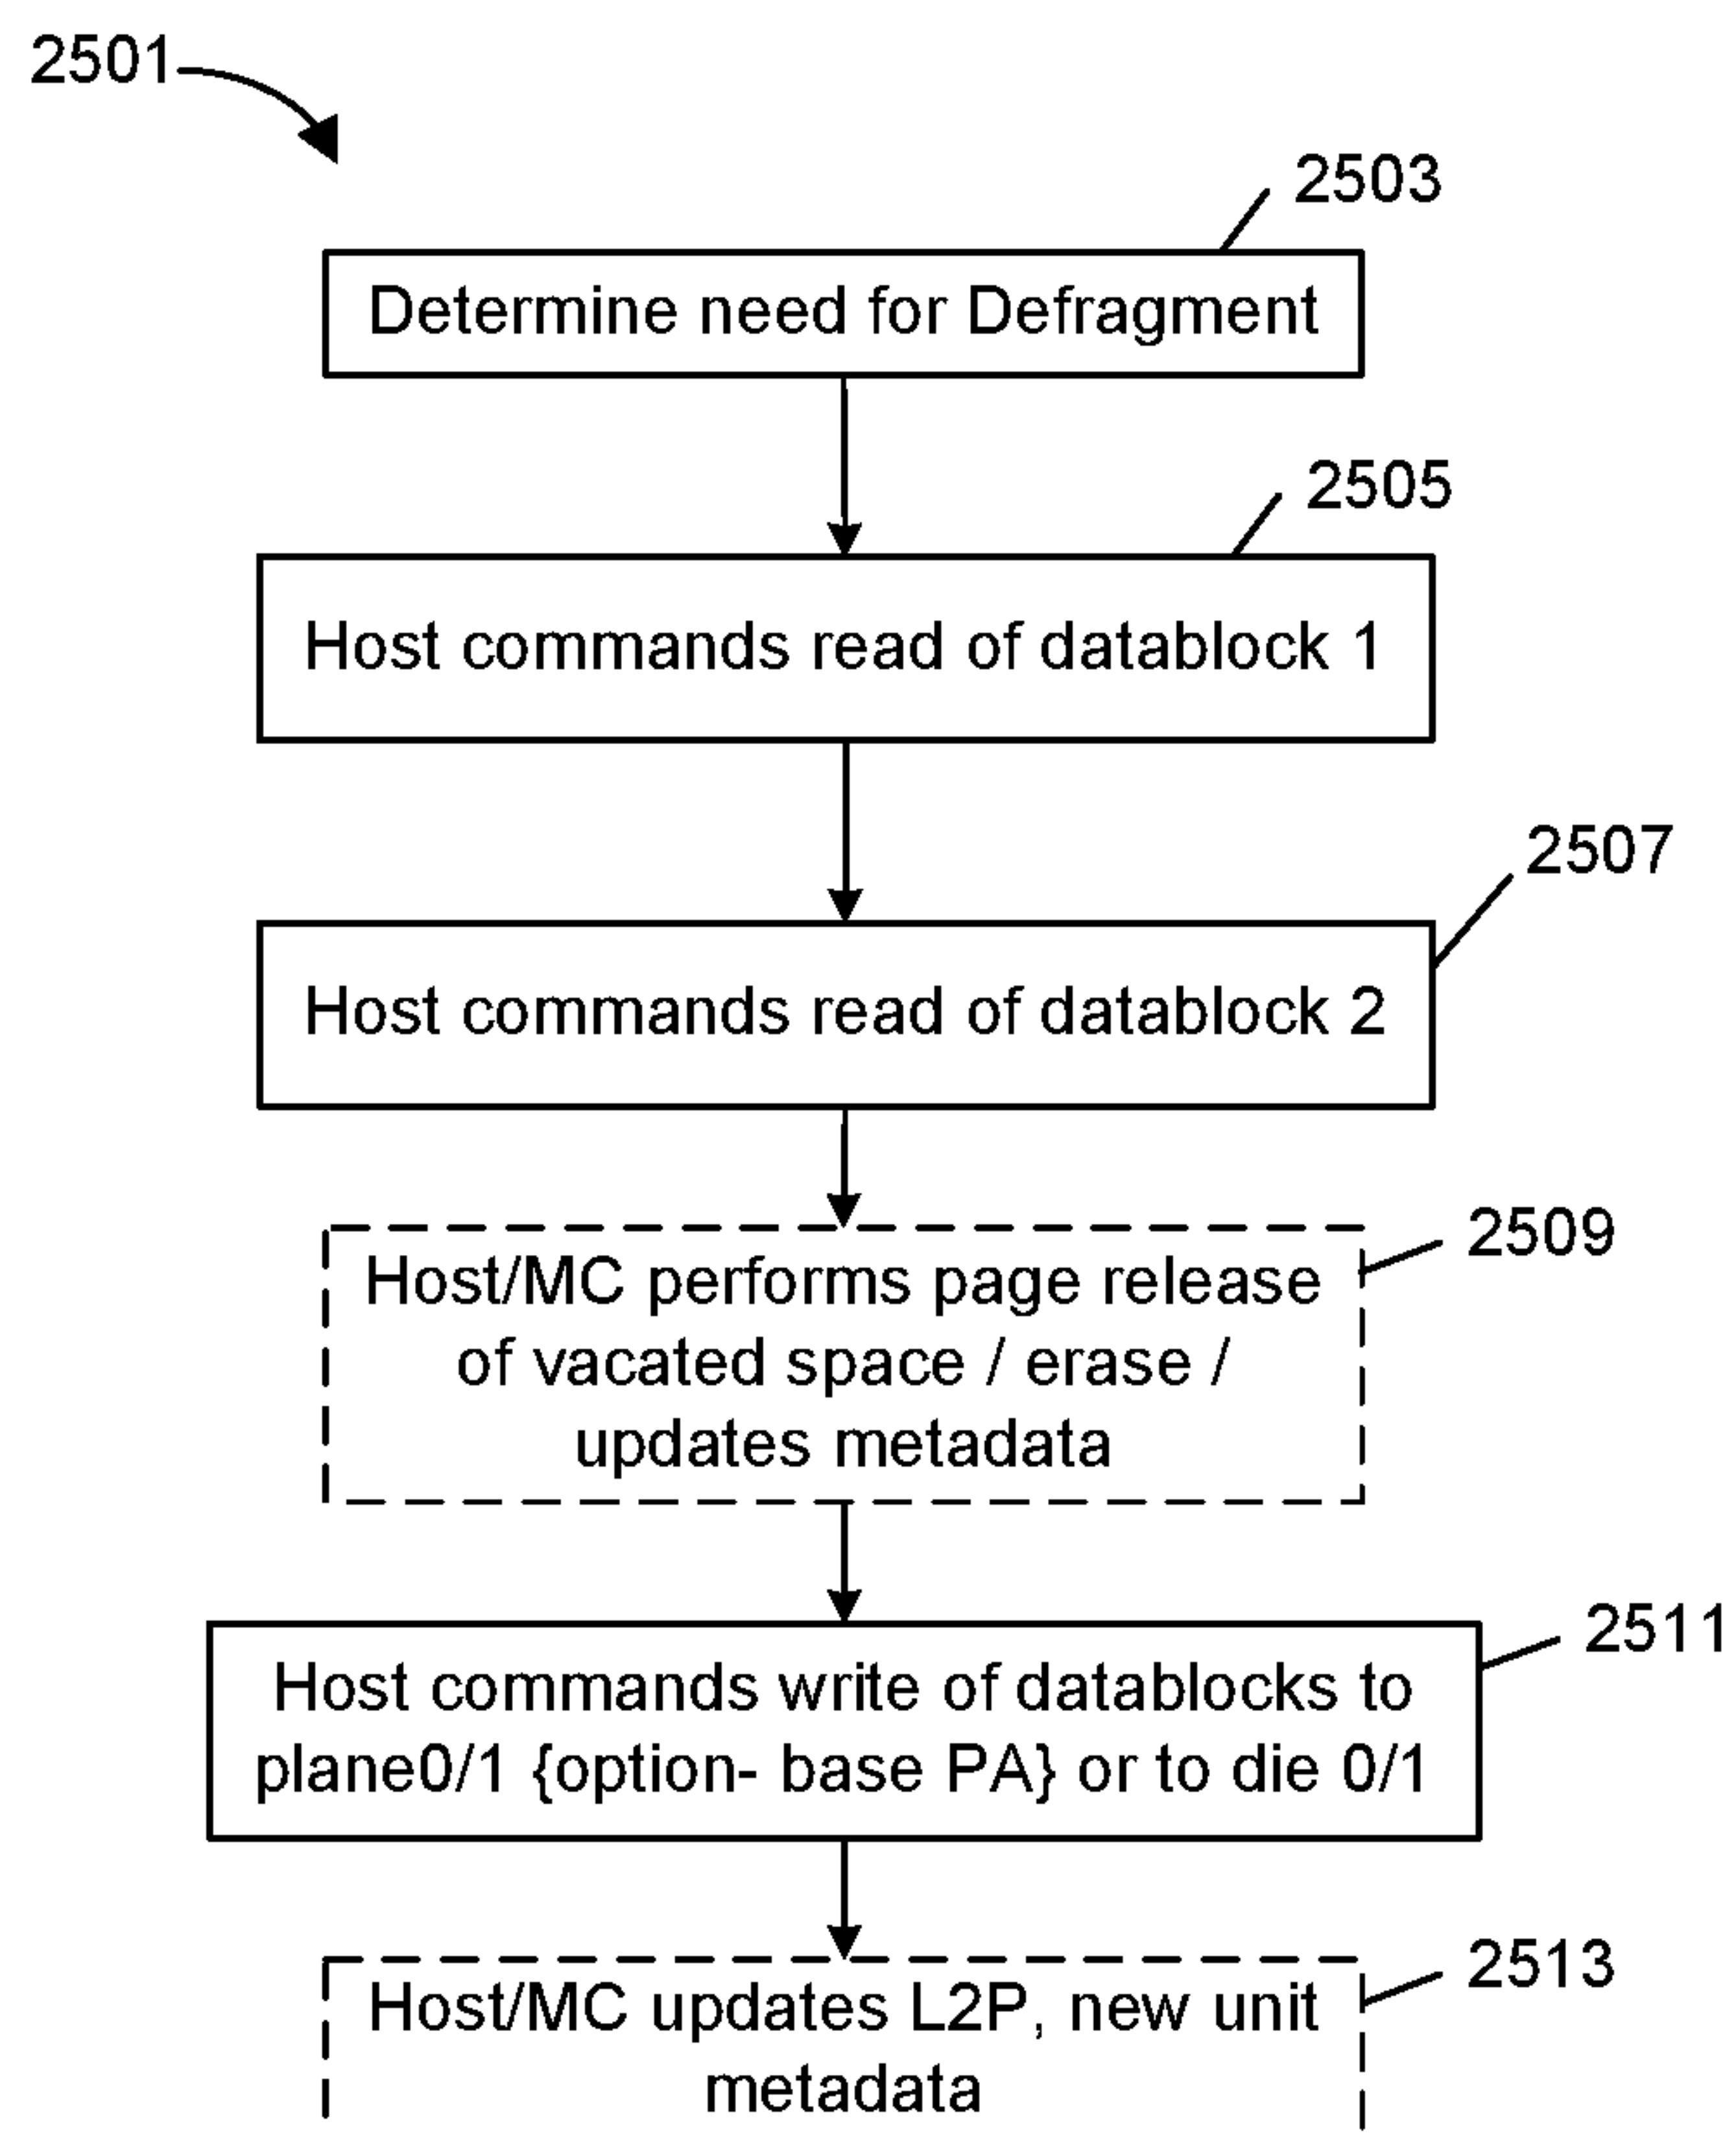 2501
2503
Determine need for Defragment
2505
Host commands read of datablock 1
2507
Host commands read of datablock 2
2509
Host/MC performs page release
of vacated space / erase /
updates metadata
2511
Host commands write of datablocks to
plane0/1 {option- base PA} or to die 0/1
2513
Host/MC updates L2P, new unit
metadata